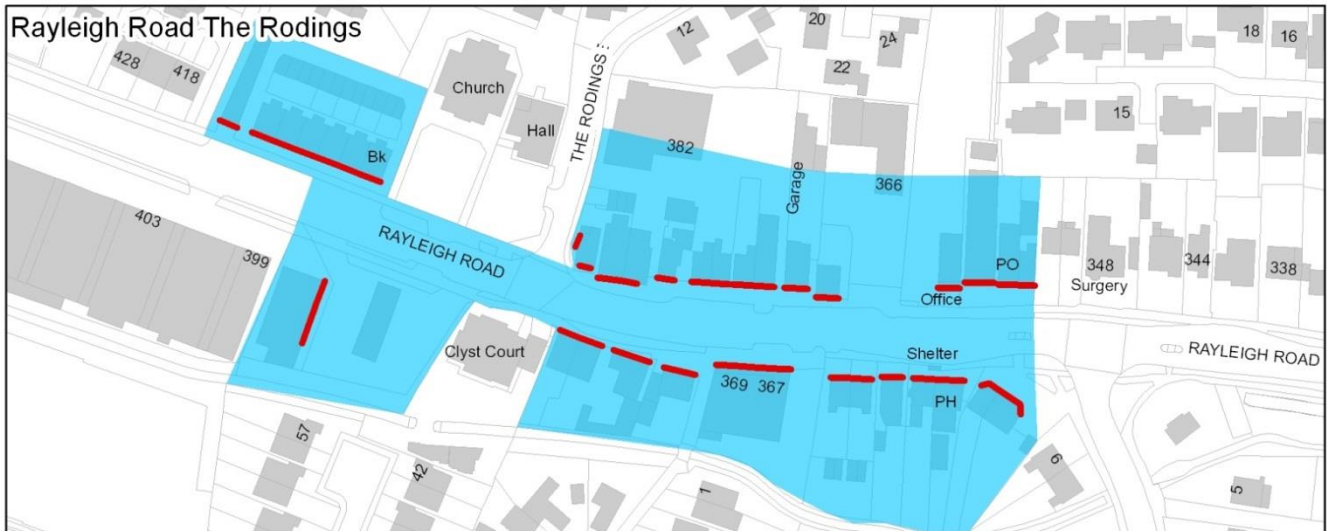 Rayleigh Road The Rodings
428
418
12
20
24
22
18
16
Church
Hall
THE RODINGS
382
Garage
366
15
Bk
403
399
RAYLEIGH ROAD
PO
Office
Surgery
348
344
338
Clyst Court
Shelter
RAYLEIGH ROAD
369
367
PH
57
42
1
6
5